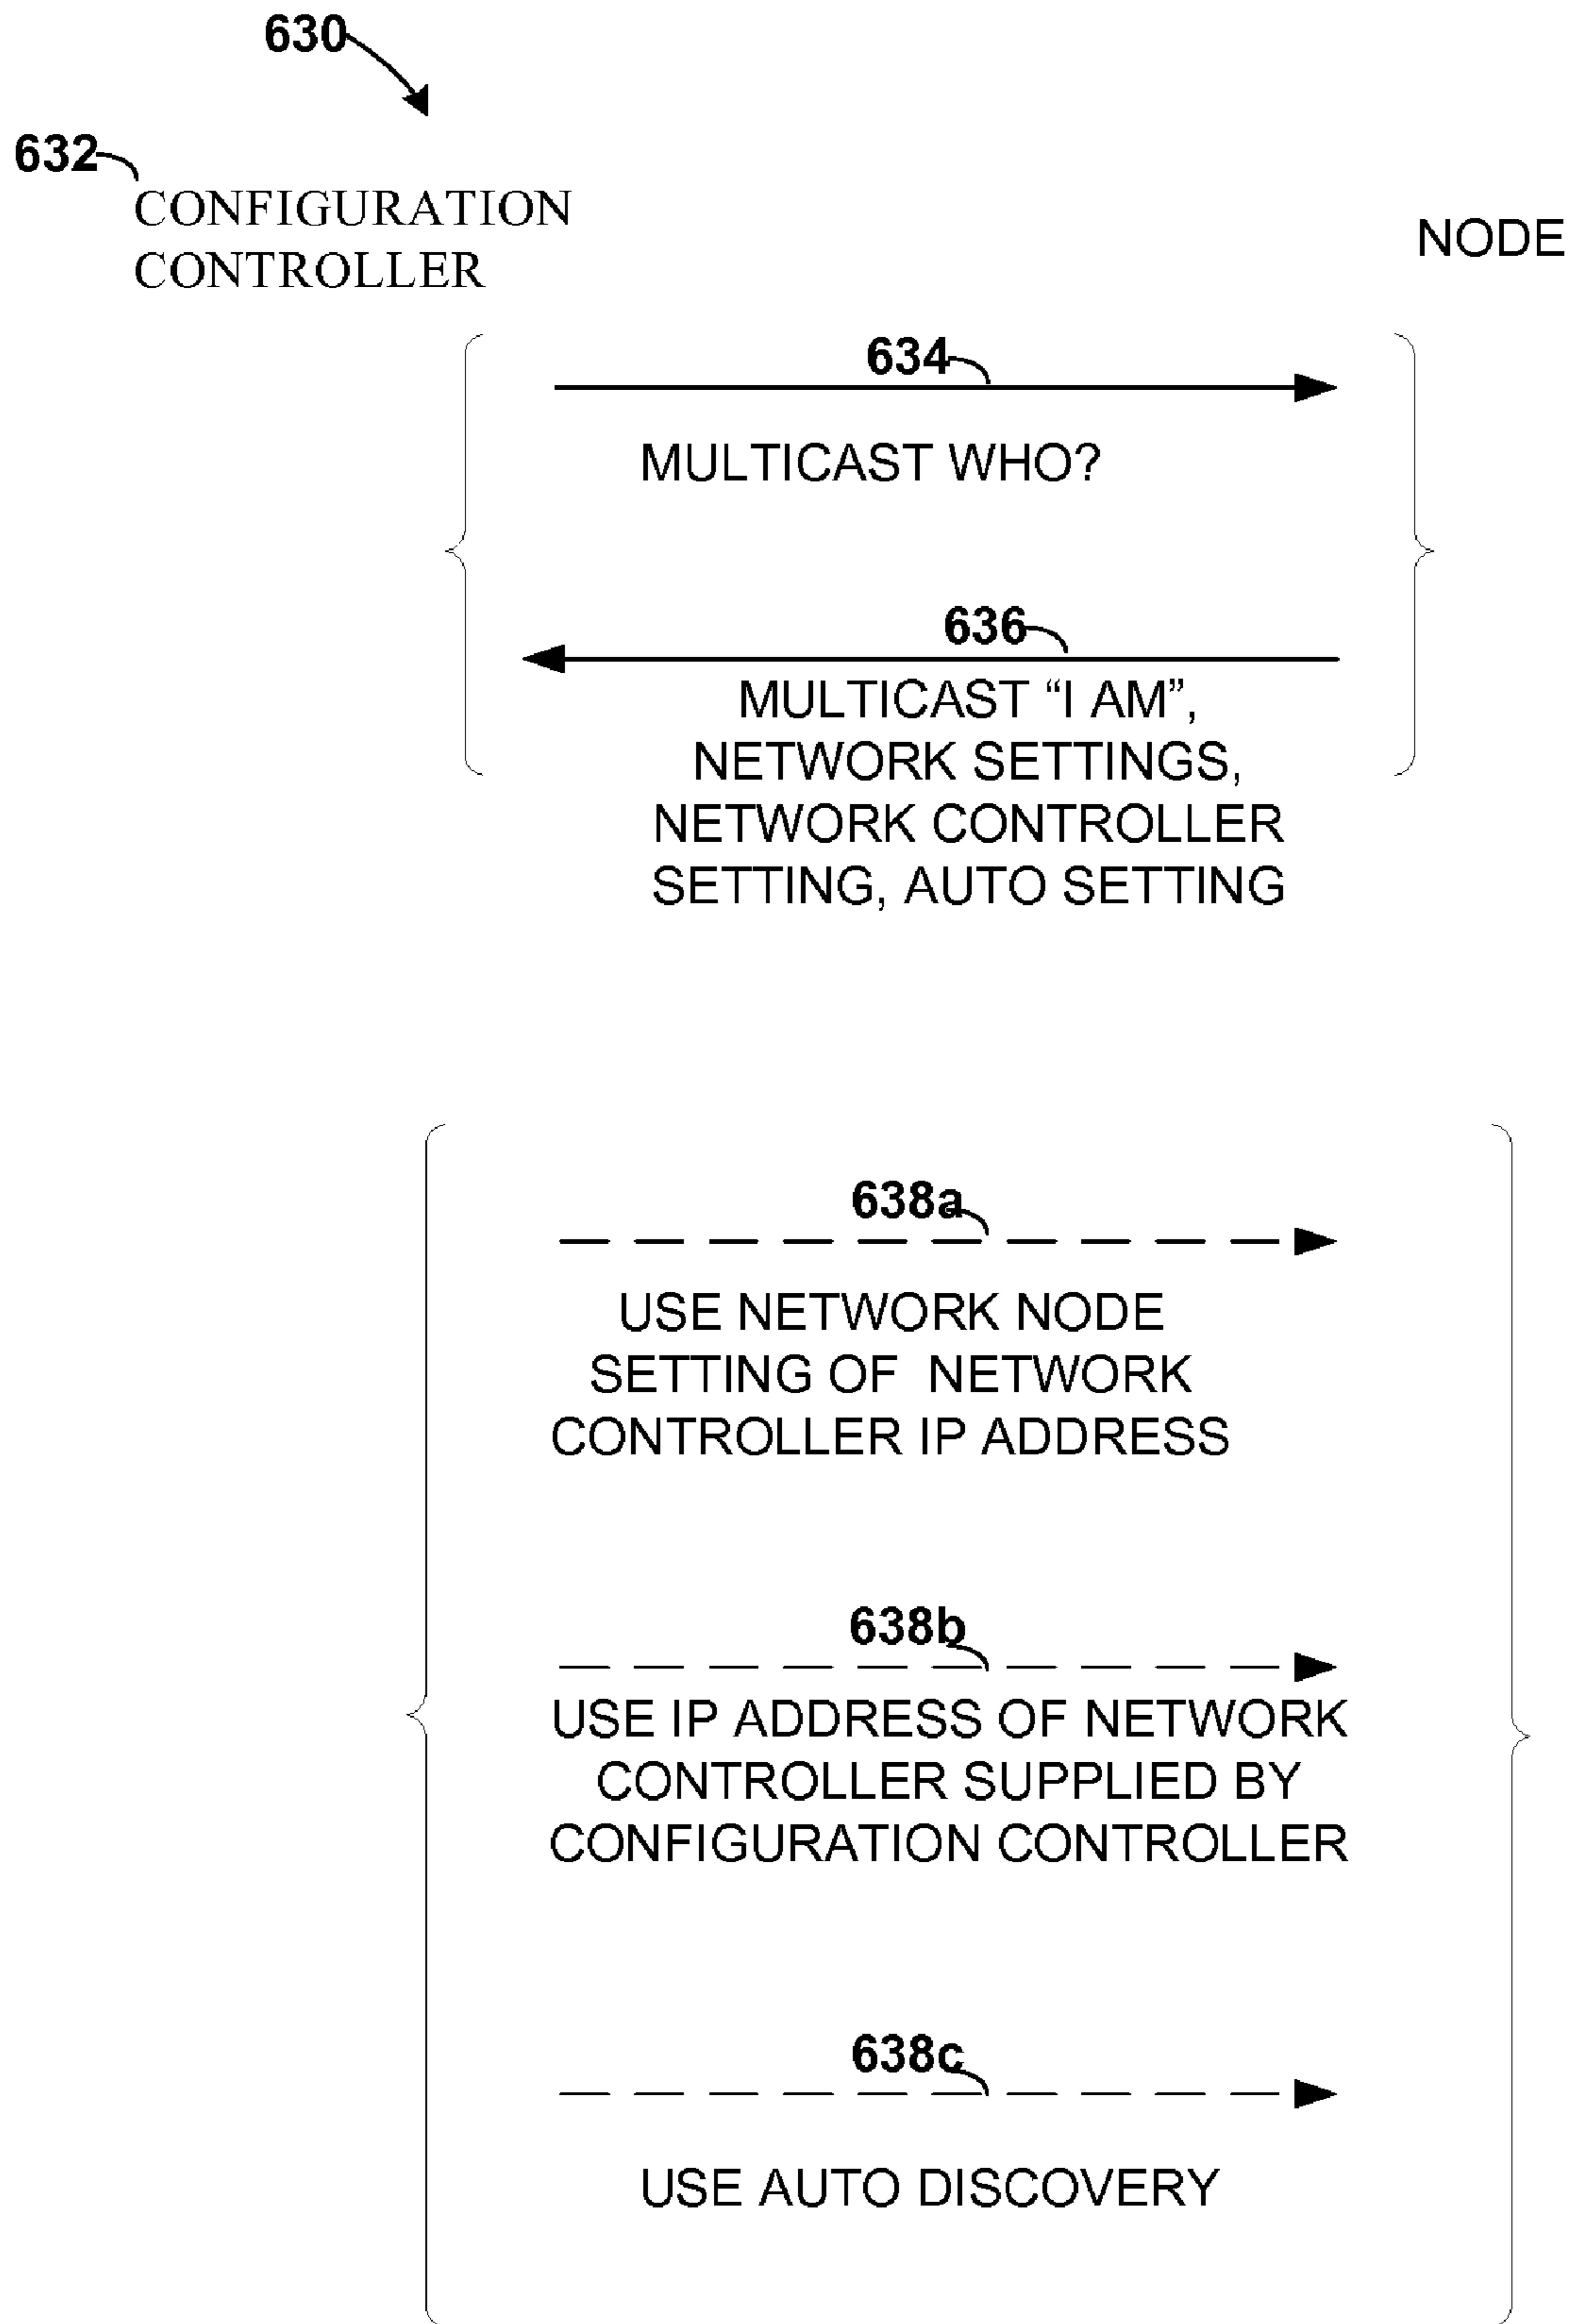 630
632
CONFIGURATION
CONTROLLER
NODE
634
MULTICAST WHO?
636
MULTICAST “I AM”,
NETWORK SETTINGS,
NETWORK CONTROLLER
SETTING, AUTO SETTING
638a
USE NETWORK NODE
SETTING OF NETWORK
CONTROLLER IP ADDRESS
638b
USE IP ADDRESS OF NETWORK
CONTROLLER SUPPLIED BY
CONFIGURATION CONTROLLER
638c
USE AUTO DISCOVERY